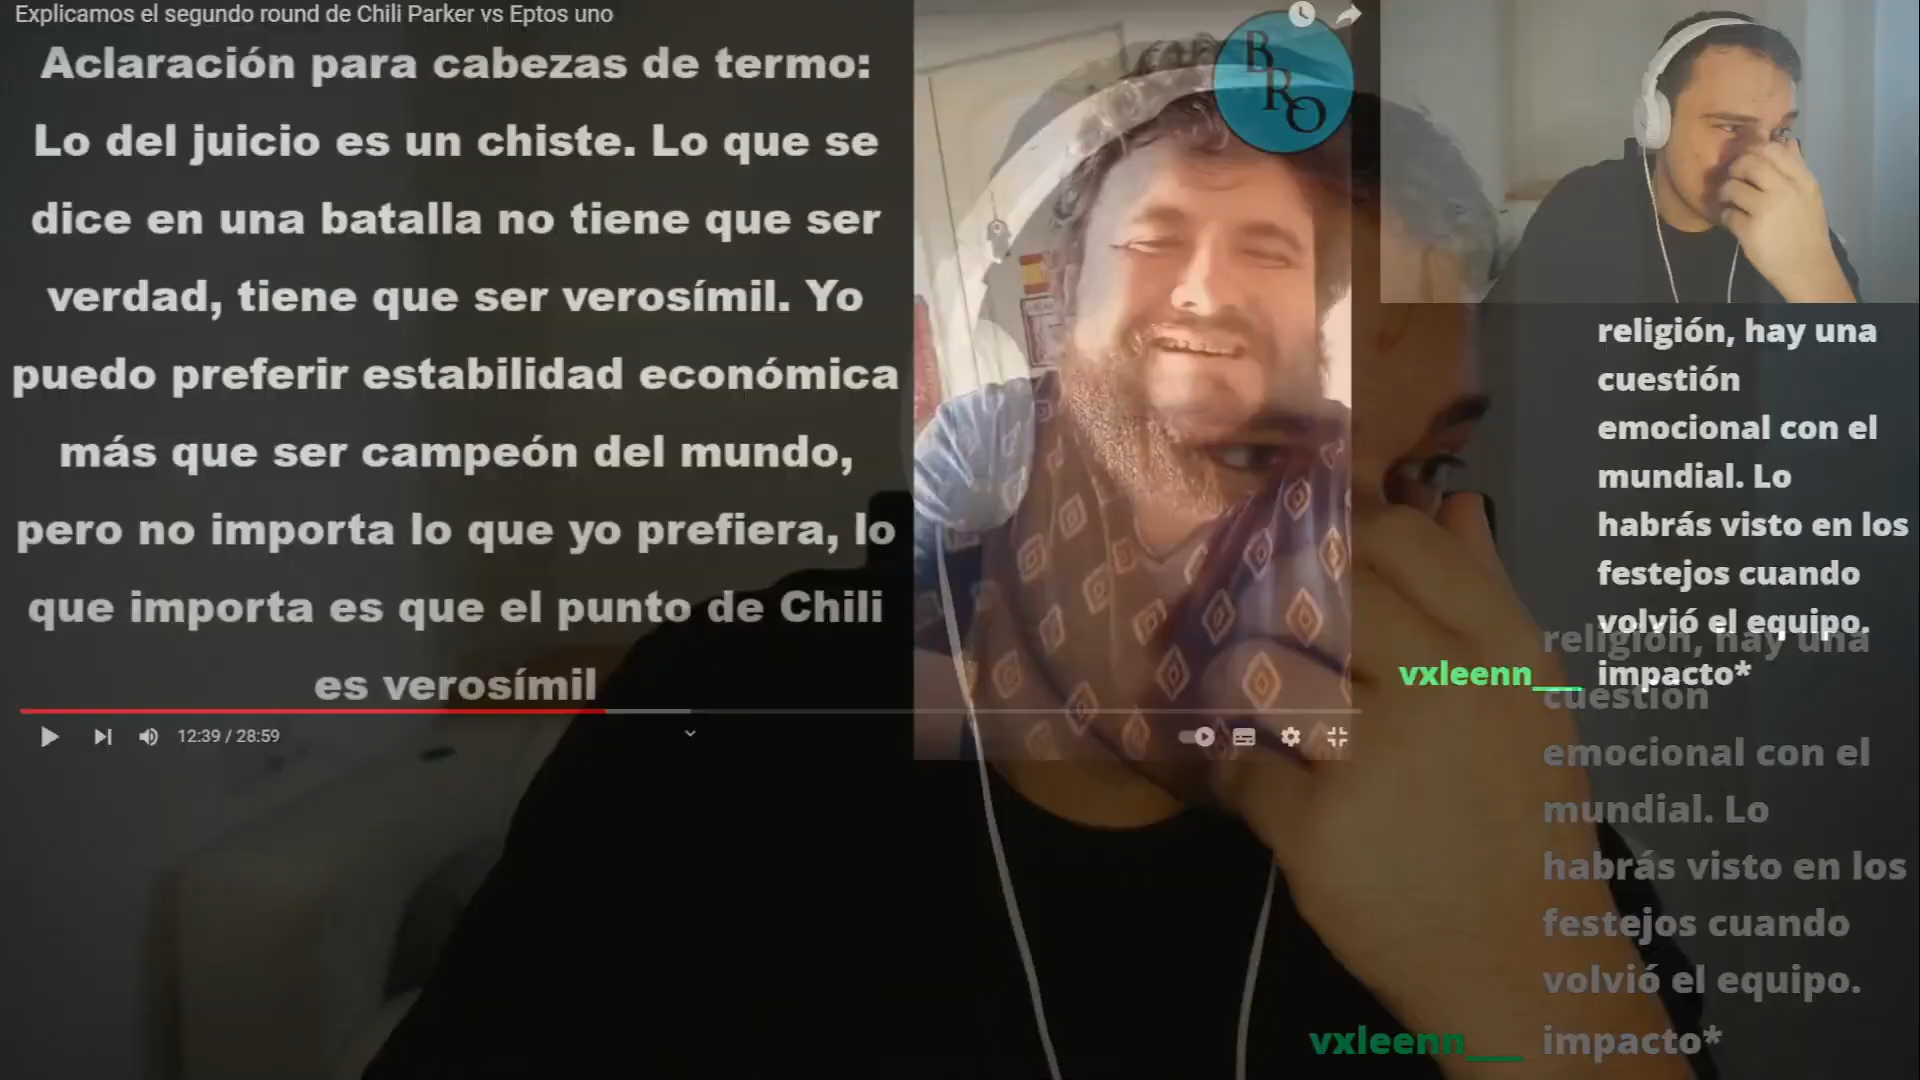 Explicamos el segundo round de Chili Parker vs Eptos uno
Aclaración para cabezas de termo:
Lo del juicio es un chiste. Lo que se
dice en una batalla no tiene que ser
verdad, tiene que ser verosímil. Yo
puedo preferir estabilidad económica
más que ser campeón del mundo,
pero no importa lo que yo prefiera, lo
que importa es que el punto de Chili
es verosímil
12:39 / 28:59
B
R
O
religión, hay una
cuestión
emocional con el
mundial. Lo
habrás visto en los
festejos cuando
volvió el equipo.
vxleenn___ impacto*
religión, hay una
cuestión
emocional con el
mundial. Lo
habrás visto en los
festejos cuando
volvió el equipo.
vxleenn___ impacto*